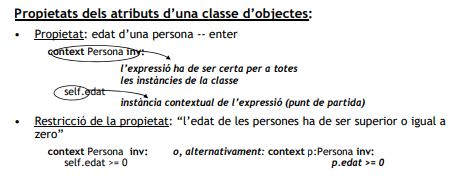 Propietats dels atributs d'una classe d'objectes:
• Propietat: edat d'una persona -- enter
context Persona inv:
l'expressió ha de ser certa per a totes
les instàncies de la classe
self.edat
instància contextual de l'expressió (punt de partida)
• Restricció de la propietat: "l'edat de les persones ha de ser superior o igual a
zero"
context Persona inv: o, alternativament: context p:Persona inv:
self.edat >= 0 p.edat >= 0